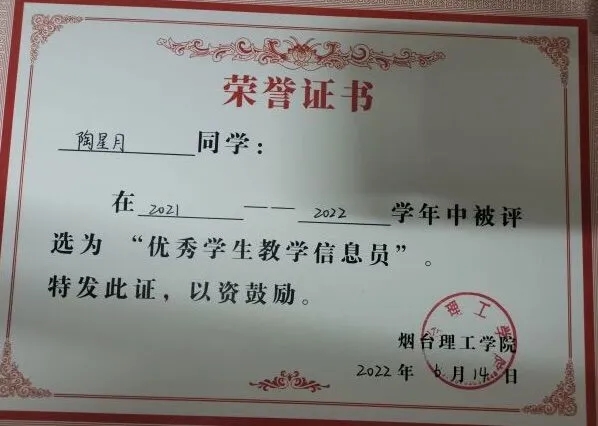 荣誉证书
陶星月同学：
在 2021 —— 2022 学年中被评
选为 “优秀学生教学信息员”。
特发此证，以资鼓励。
烟台理工学院
2022 年 6 月 14 日